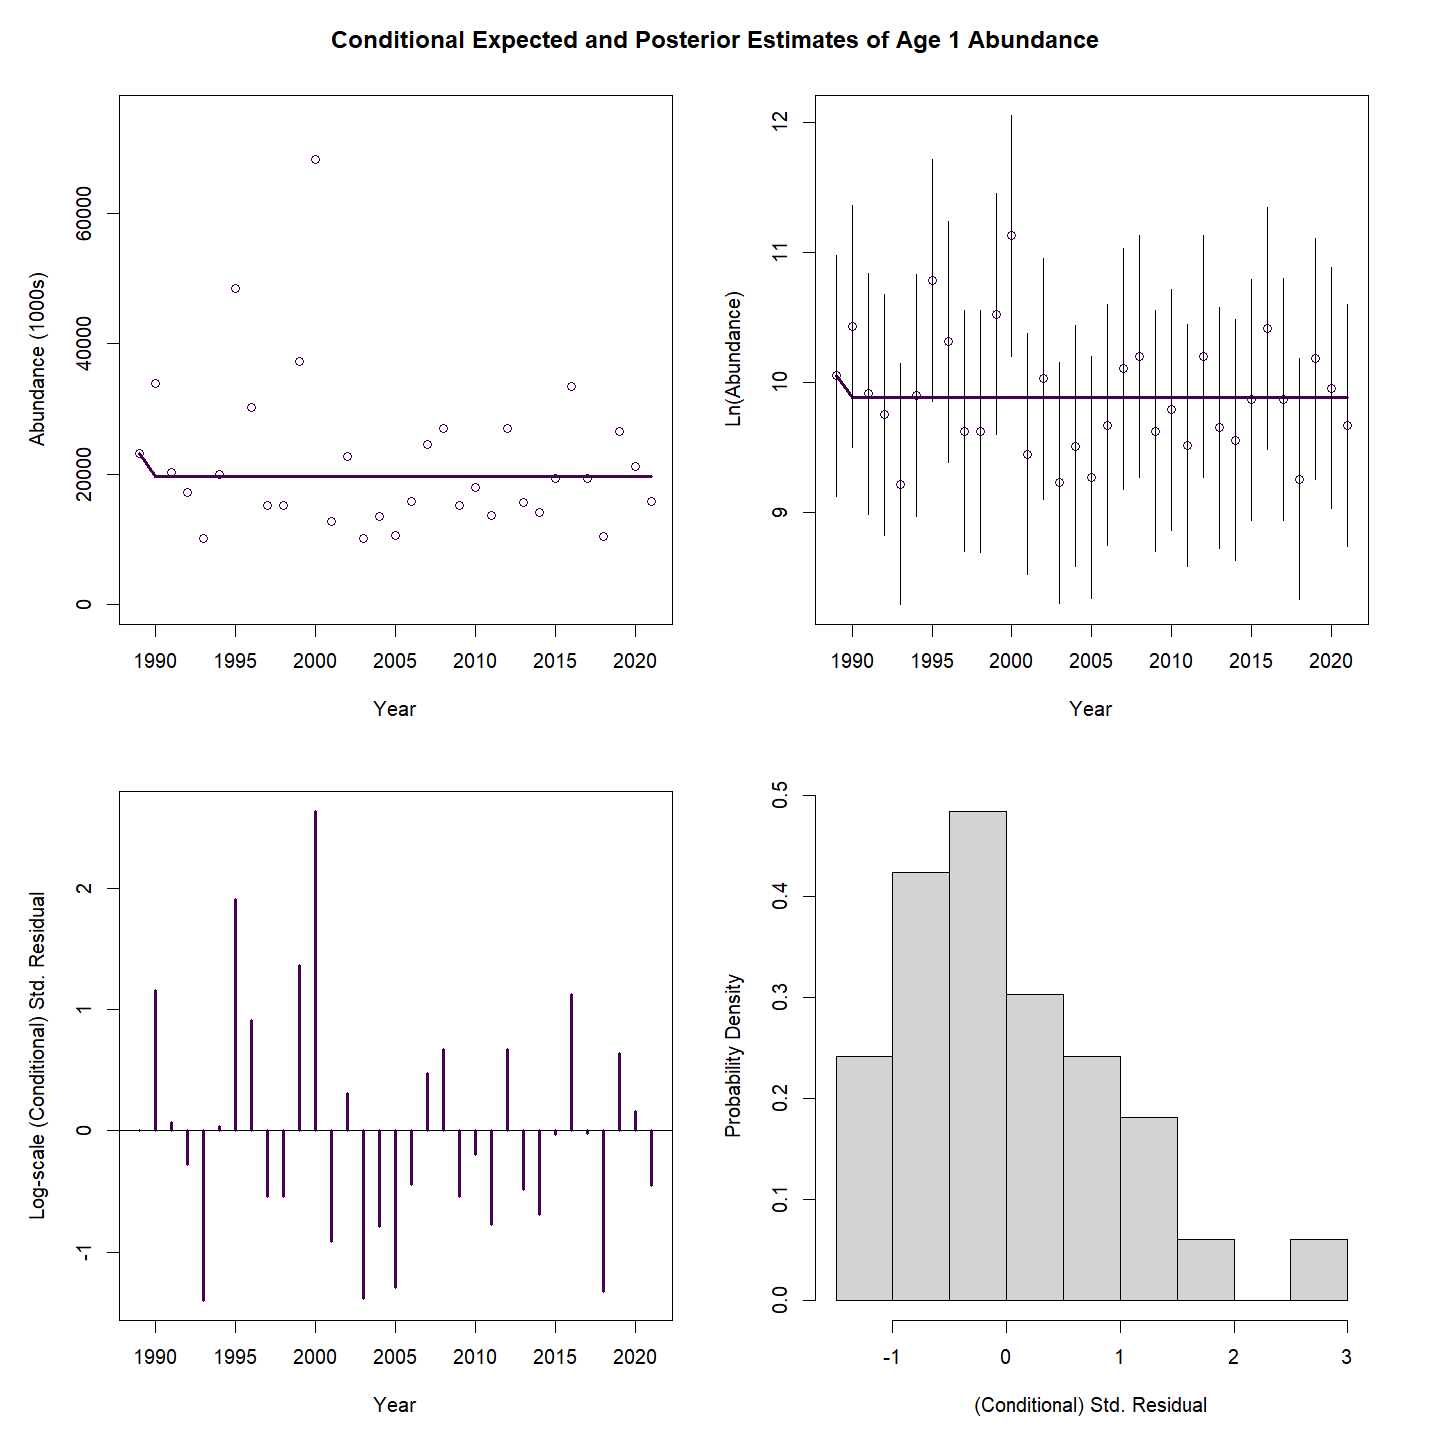 Conditional Expected and Posterior Estimates of Age 1 Abundance
Abundance (1000s)
60000
40000
20000
0
1990 1995 2000 2005 2010 2015 2020
Year
Ln(Abundance)
12
11
10
9
1990 1995 2000 2005 2010 2015 2020
Year
Log-scale (Conditional) Std. Residual
2
1
0
-1
1990 1995 2000 2005 2010 2015 2020
Year
Probability Density
0.5
0.4
0.3
0.2
0.1
0.0
-1 0 1 2 3
(Conditional) Std. Residual